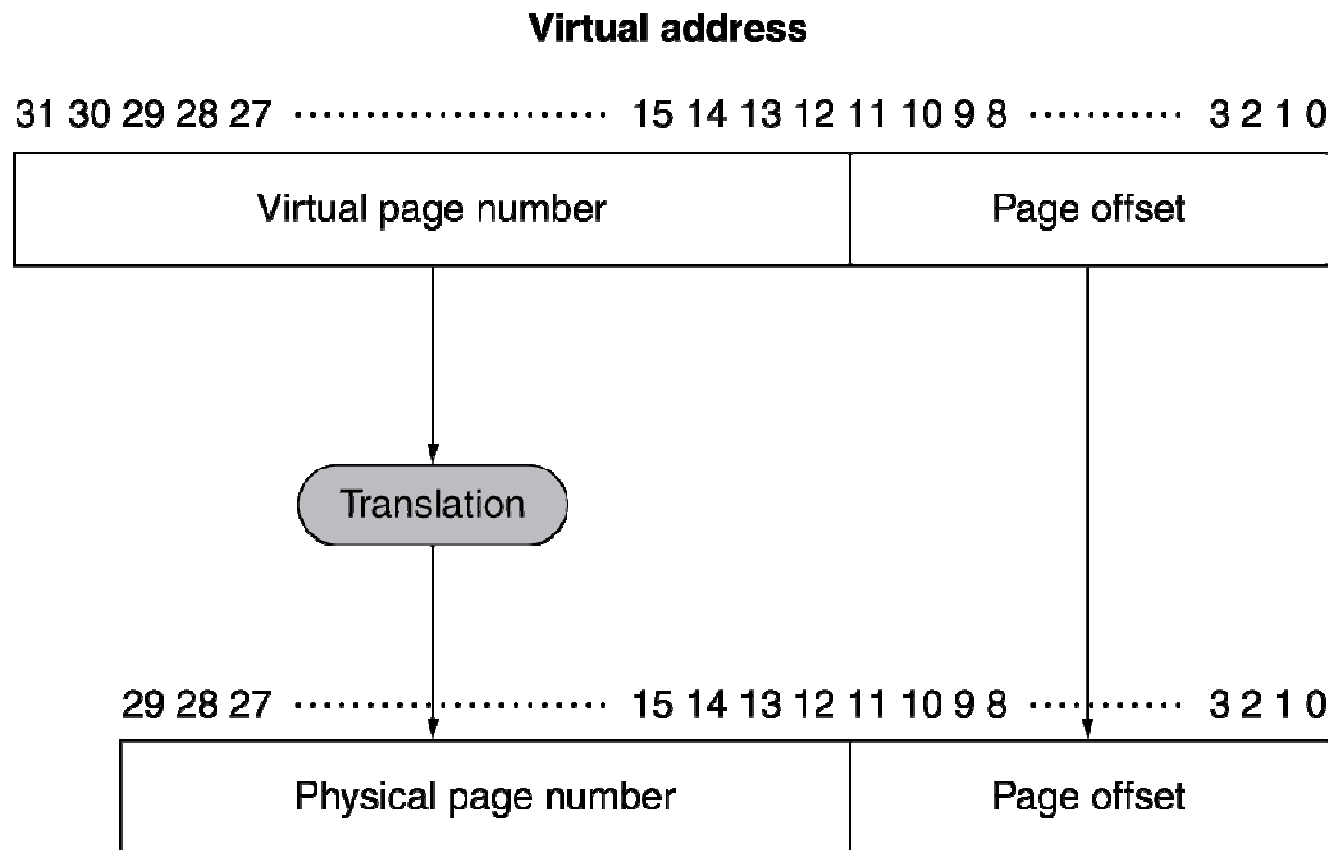 Virtual address
31 30 29 28 27 ...................... 15 14 13 12 11 10 9 8 ........... 3 2 1 0
Virtual page number Page offset
Translation
29 28 27 ...................... 15 14 13 12 11 10 9 8 ........... 3 2 1 0
Physical page number Page offset